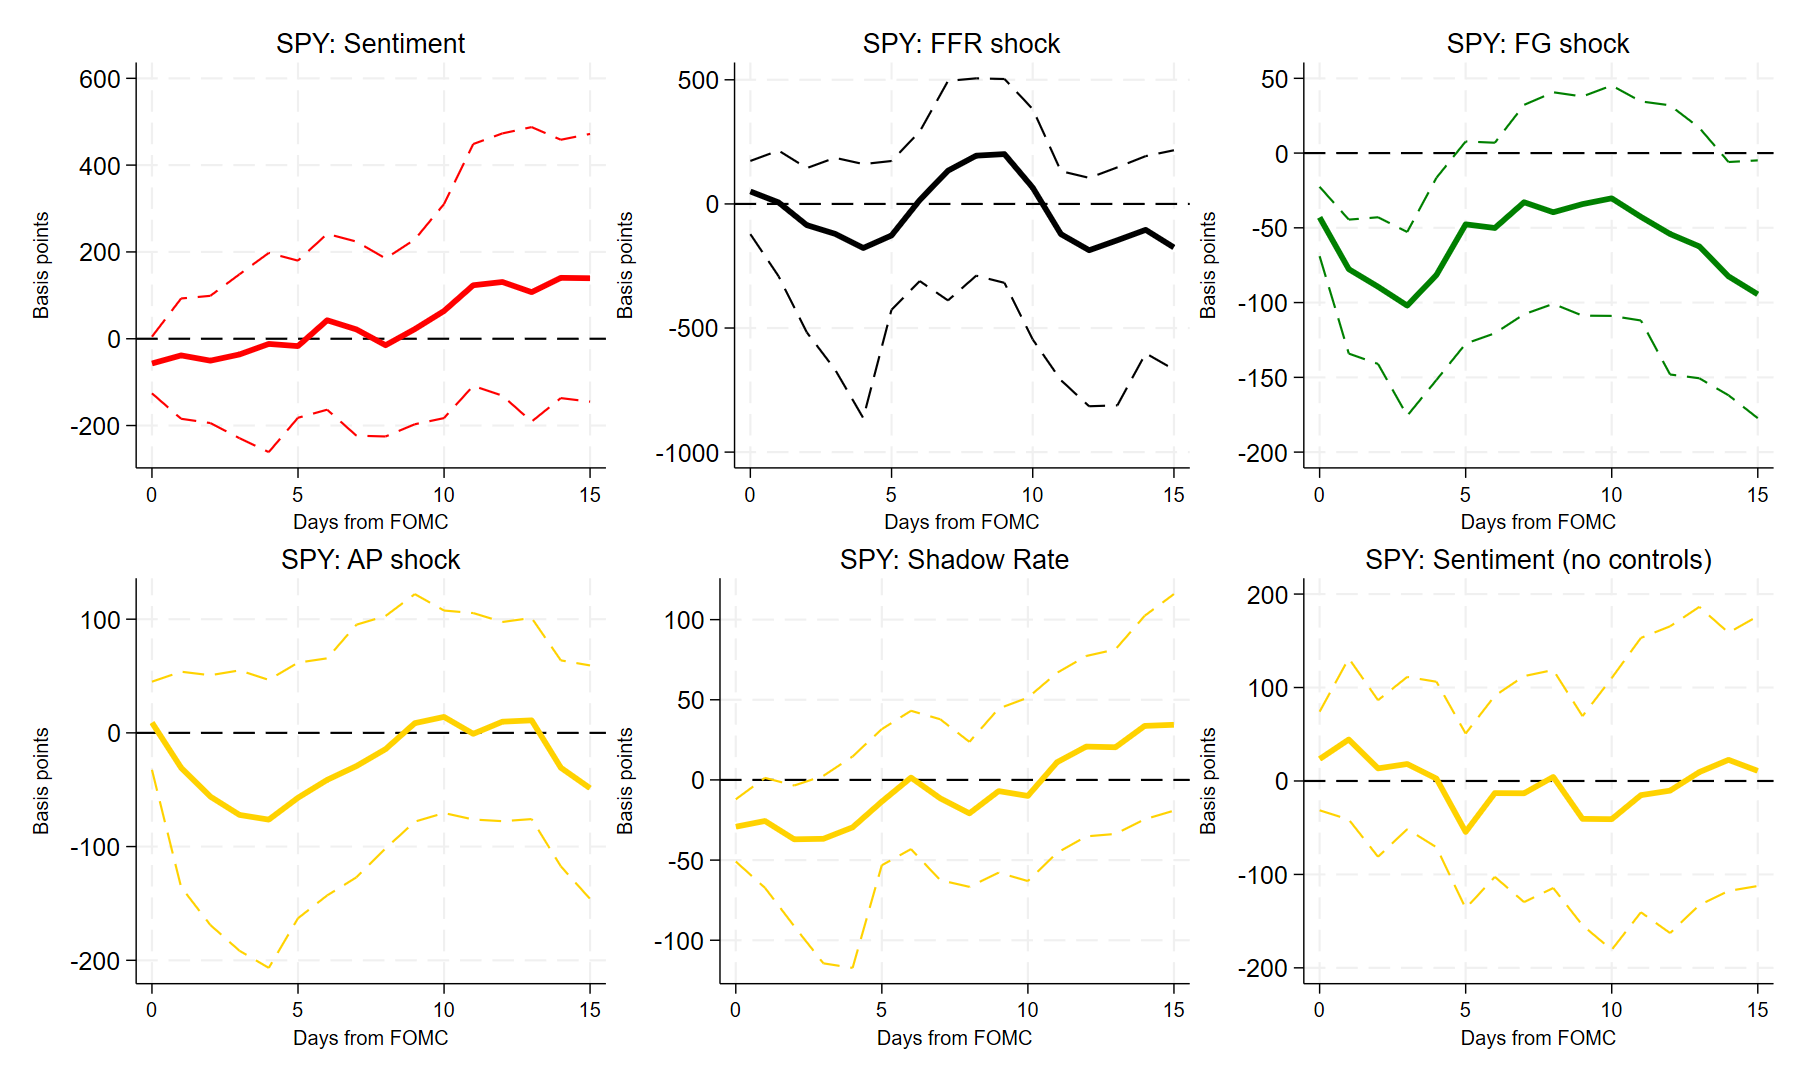 SPY: Sentiment
600
400
200
0
-200
Basis points
0 5 10 15
Days from FOMC
SPY: FFR shock
500
0
-500
-1000
Basis points
0 5 10 15
Days from FOMC
SPY: FG shock
50
0
-50
-100
-150
-200
Basis points
0 5 10 15
Days from FOMC
SPY: AP shock
100
0
-100
-200
Basis points
0 5 10 15
Days from FOMC
SPY: Shadow Rate
100
50
0
-50
-100
Basis points
0 5 10 15
Days from FOMC
SPY: Sentiment (no controls)
200
100
0
-100
-200
Basis points
0 5 10 15
Days from FOMC